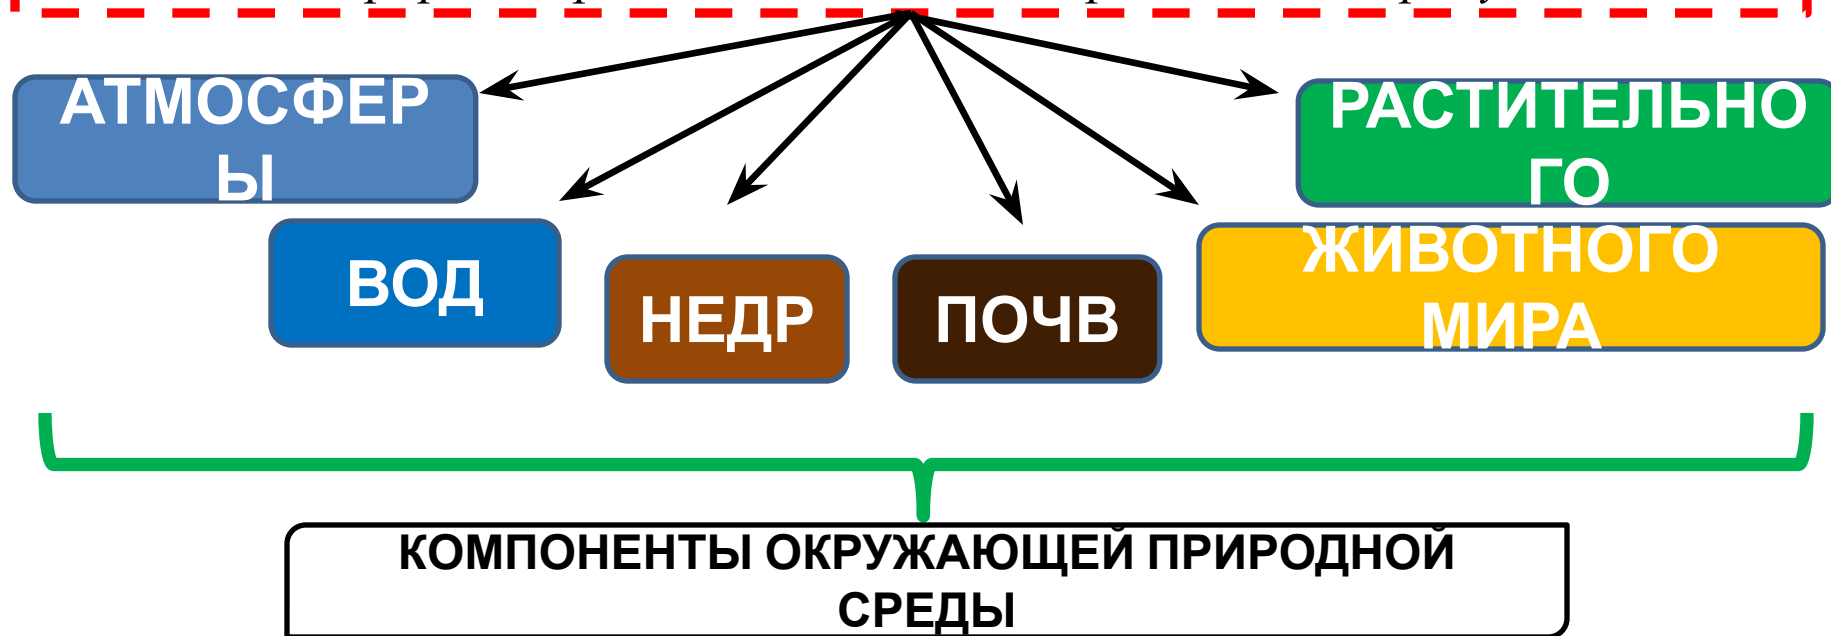 АТМОСФЕР
Ы
РАСТИТЕЛЬНО
ГО
ВОД
НЕДР
ПОЧВ
ЖИВОТНОГО
МИРА
КОМПОНЕНТЫ ОКРУЖАЮЩЕЙ ПРИРОДНОЙ
СРЕДЫ